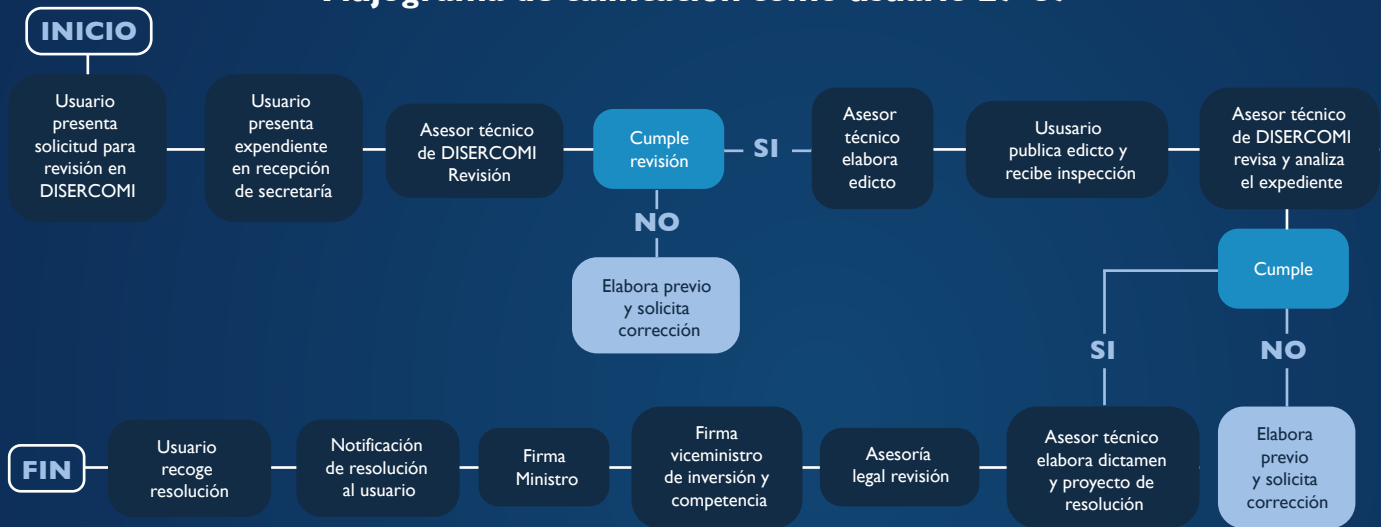 INICIO
Usuario
presenta
solicitud para
revisión en
DISERCOMI
Usuario
presenta
expendiente
en recepción
de secretaría
Asesor técnico
de DISERCOMI
Revisión
Cumple
revisión
SI
NO
Elabora previo
y solicita
corrección
Asesor
técnico
elabora
edicto
Ususario
publica edicto y
recibe inspección
Asesor técnico
de DISERCOMI
revisa y analiza
el expediente
Cumple
SI
NO
Elabora
previo
y solicita
corrección
Asesor técnico
elabora dictamen
y proyecto de
resolución
Asesoría
legal revisión
Firma
viceministro
de inversión y
competencia
Firma
Ministro
Notificación
de resolución
al usuario
Usuario
recoge
resolución
FIN